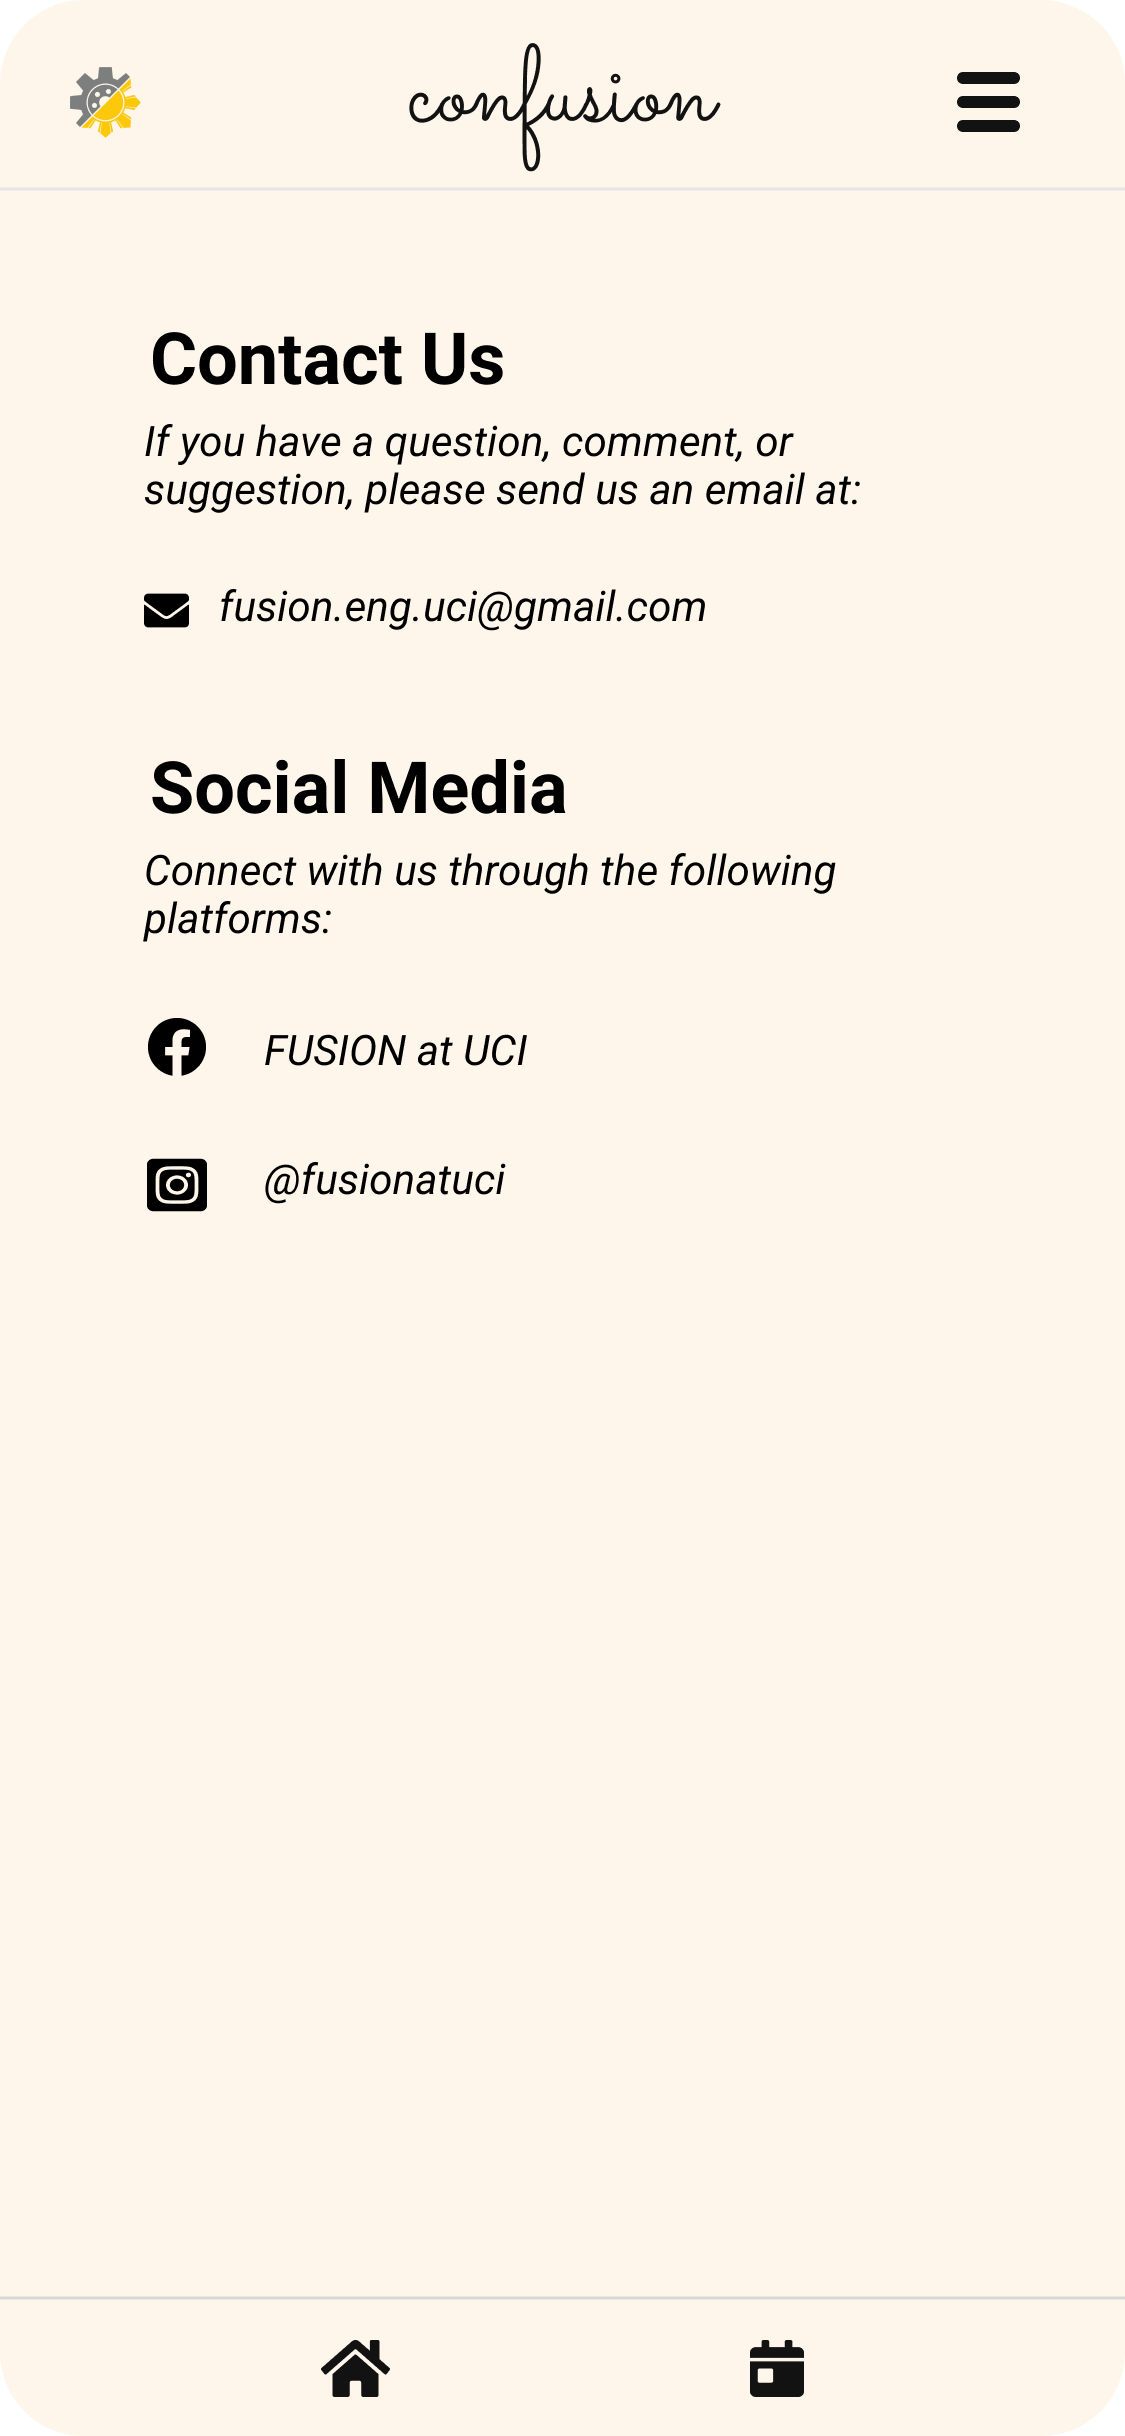 confusion
Contact Us
If you have a question, comment, or
suggestion, please send us an email at:
fusion.eng.uci@gmail.com
Social Media
Connect with us through the following
platforms:
FUSION at UCI
@fusionatuci